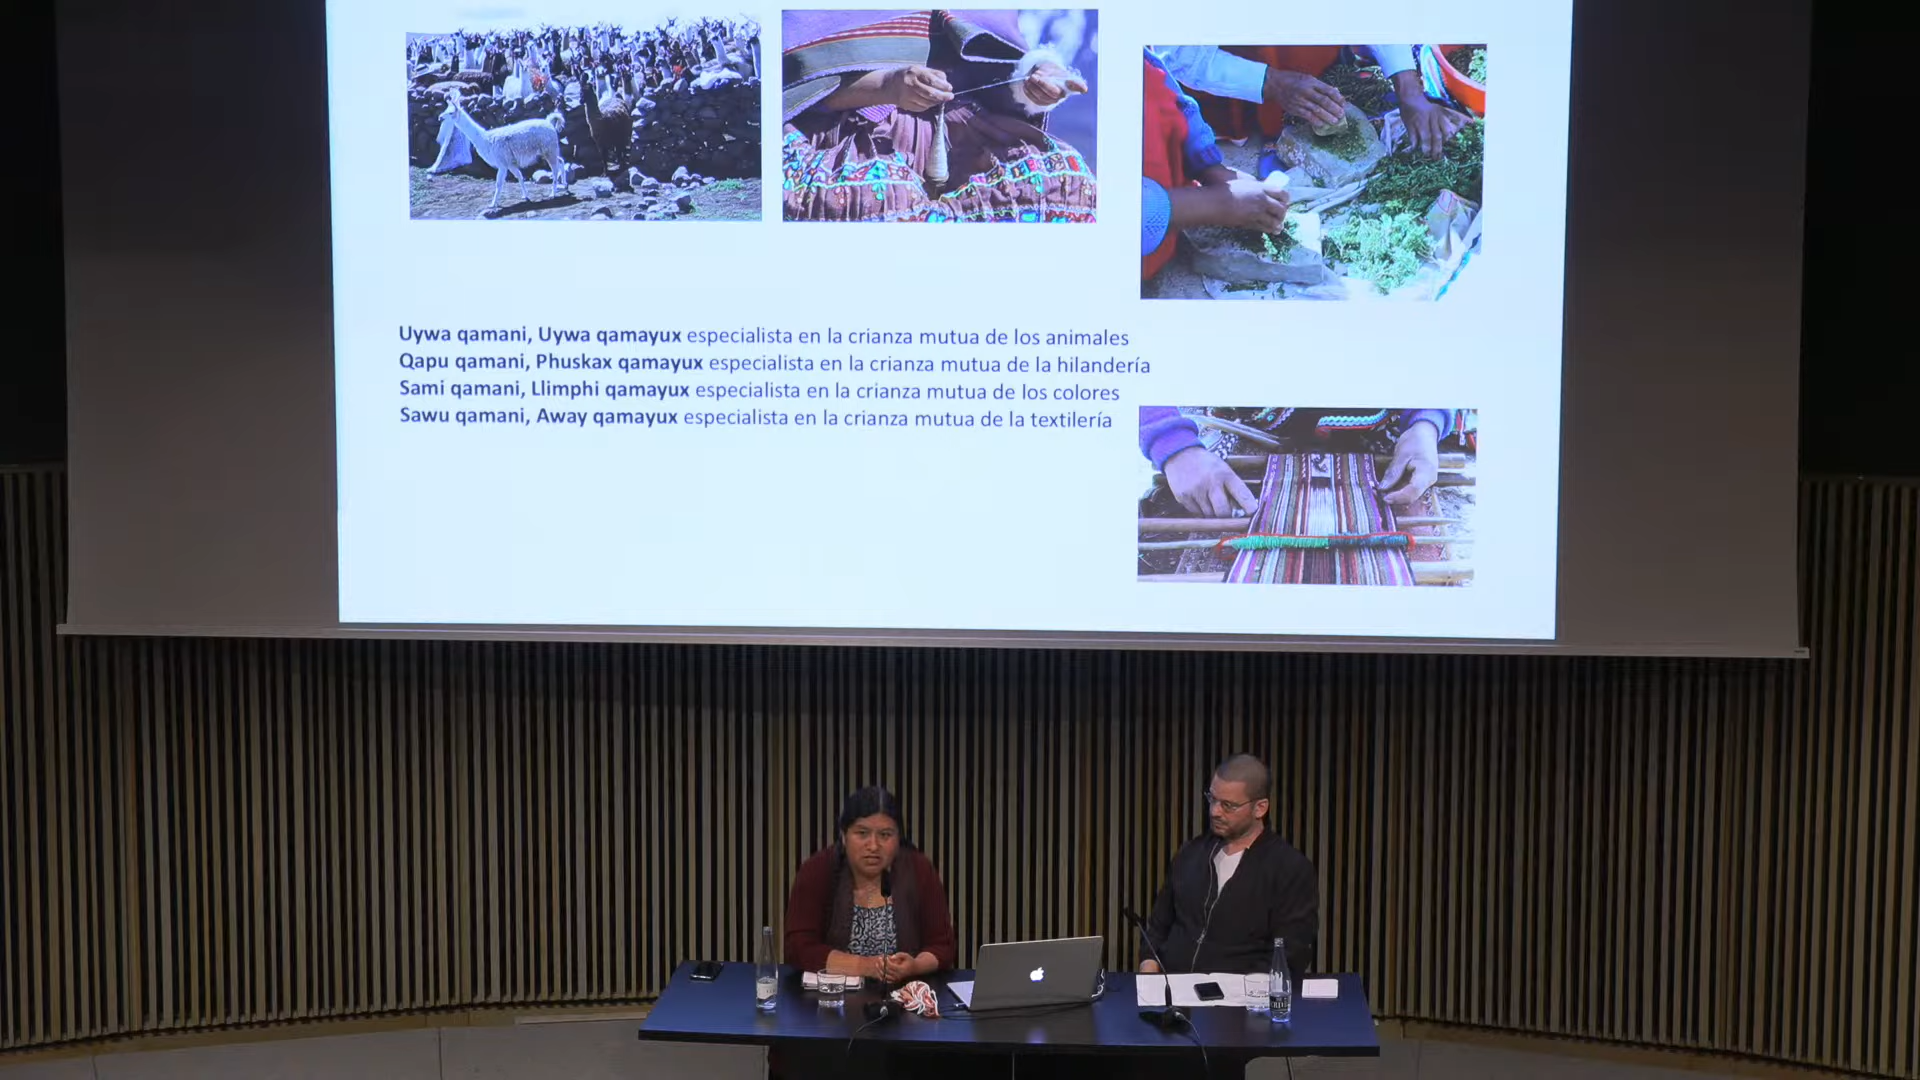 Uywa qamani, Uywa qamayux especialista en la crianza mutua de los animales
Qapu qamani, Phuskax qamayux especialista en la crianza mutua de la hilandería
Sami qamani, Llimphi qamayux especialista en la crianza mutua de los colores
Sawu qamani, Away qamayux especialista en la crianza mutua de la textilería